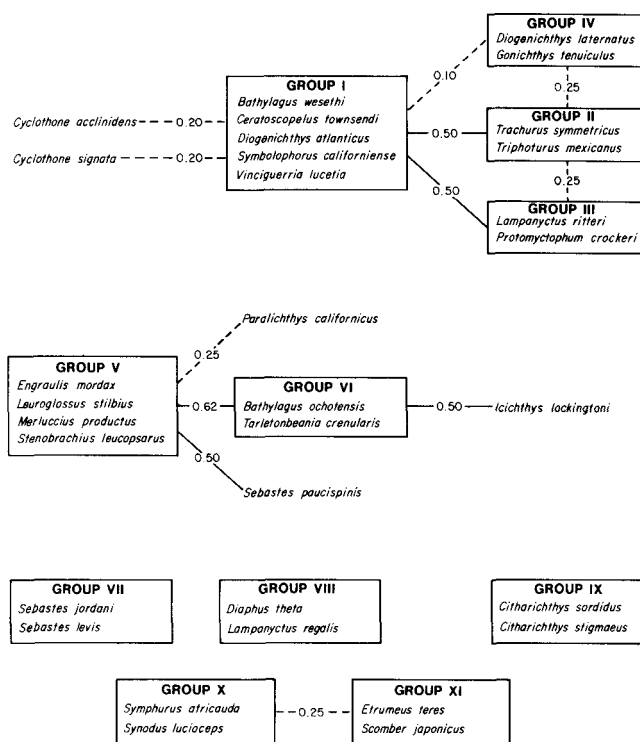 GROUP IV
Diogenichthys laternatus
Gonichthys tenuiculus
0.10
0.25
GROUP I
Bathylagus wesethi
Ceratoscopelus townsendi
Diogenichthys atlanticus
Symbolophorus californiense
Vinciguerria lucetia
Cyclothone acclinidens
0.20
Cyclothone signata
0.20
0.50
GROUP II
Trachurus symmetricus
Triphoturus mexicanus
0.50
0.25
GROUP III
Lampanyctus ritteri
Protomyctophum crockeri
Paralichthys californicus
0.25
GROUP V
Engraulis mordax
Leuroglossus stilbius
Merluccius productus
Stenobrachius leucopsarus
0.62
GROUP VI
Bathylagus ochotensis
Tarletonbeania crenularis
0.50
Icichthys lockingtoni
0.50
Sebastes paucispinis
GROUP VII
Sebastes jordani
Sebastes levis
GROUP VIII
Diaphus theta
Lampanyctus regalis
GROUP IX
Citharichthys sordidus
Citharichthys stigmaeus
GROUP X
Symphurus atricauda
Synodus lucioceps
0.25
GROUP XI
Etrumeus teres
Scomber japonicus